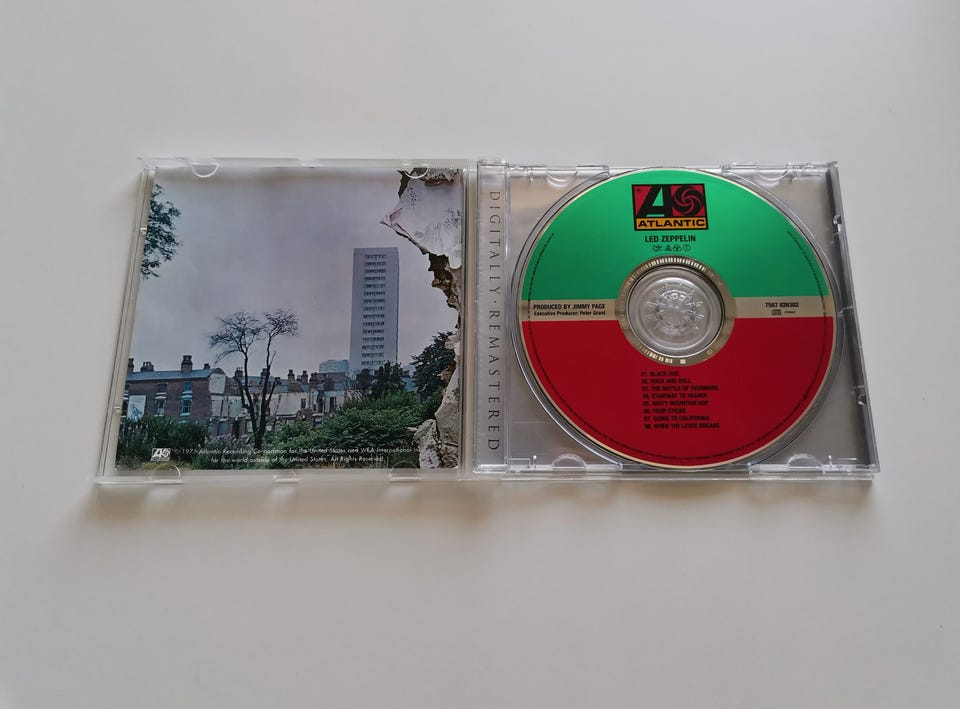 ℗ 1971 Atlantic Recording Corporation for the United States and WEA International
for the world outside of the United States. All Rights Reserved.
DIGITALLY · REMASTERED
ATLANTIC
LED ZEPPELIN
PRODUCED BY JIMMY PAGE
Executive Producer: Peter Grant
7567 826382
STEREO
01. BLACK DOG
02. ROCK AND ROLL
03. THE BATTLE OF EVERMORE
04. STAIRWAY TO HEAVEN
05. MISTY MOUNTAIN HOP
06. FOUR STICKS
07. GOING TO CALIFORNIA
08. WHEN THE LEVEE BREAKS